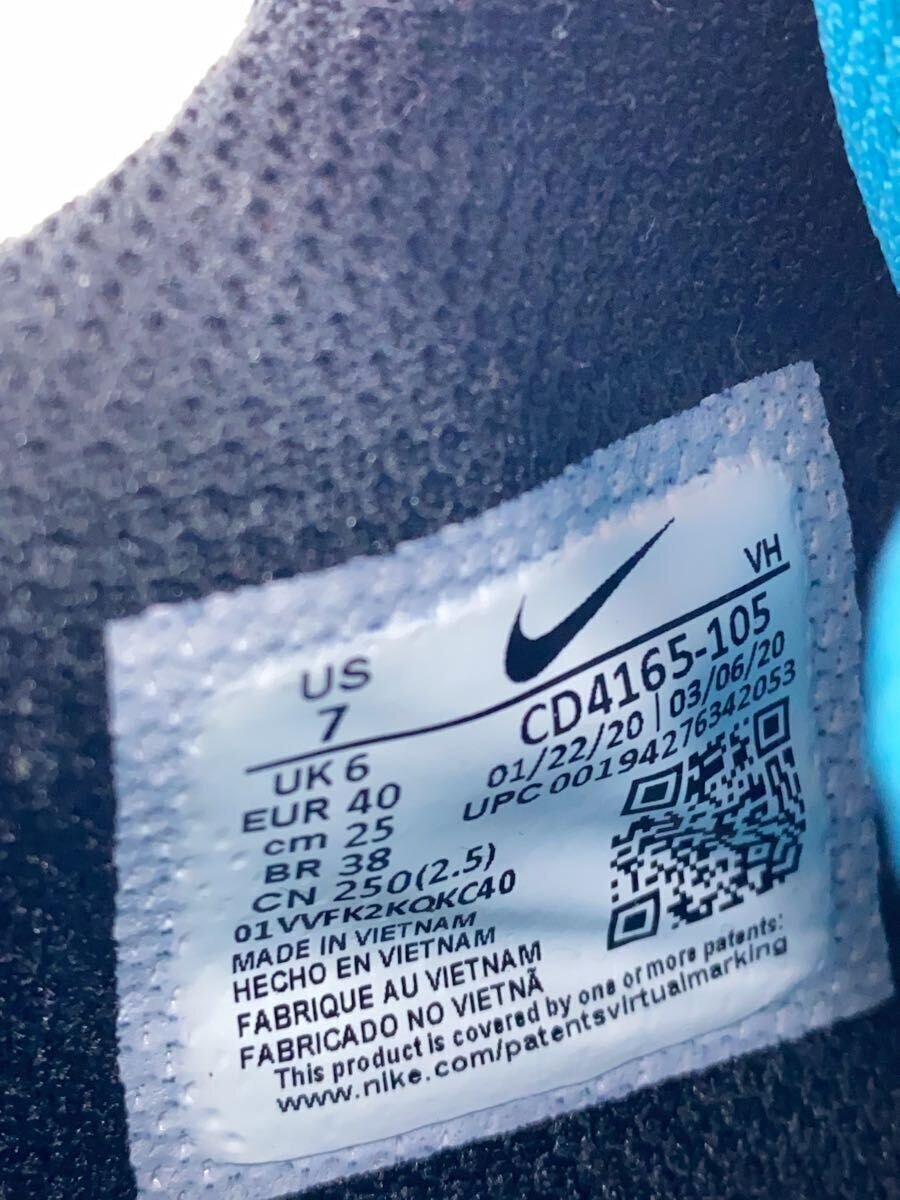 VH
US
7
CD4165-105
01/22/20 | 03/06/20
UPC 00194276342053
UK 6
EUR 40
cm 25
BR 38
CN 250(2.5)
01VVFK2KQKC40
MADE IN VIETNAM
HECHO EN VIETNAM
FABRIQUE AU VIETNAM
FABRICADO NO VIETNÃ
This product is covered by one or more patents:
www.nike.com/patentsvirtualmarking